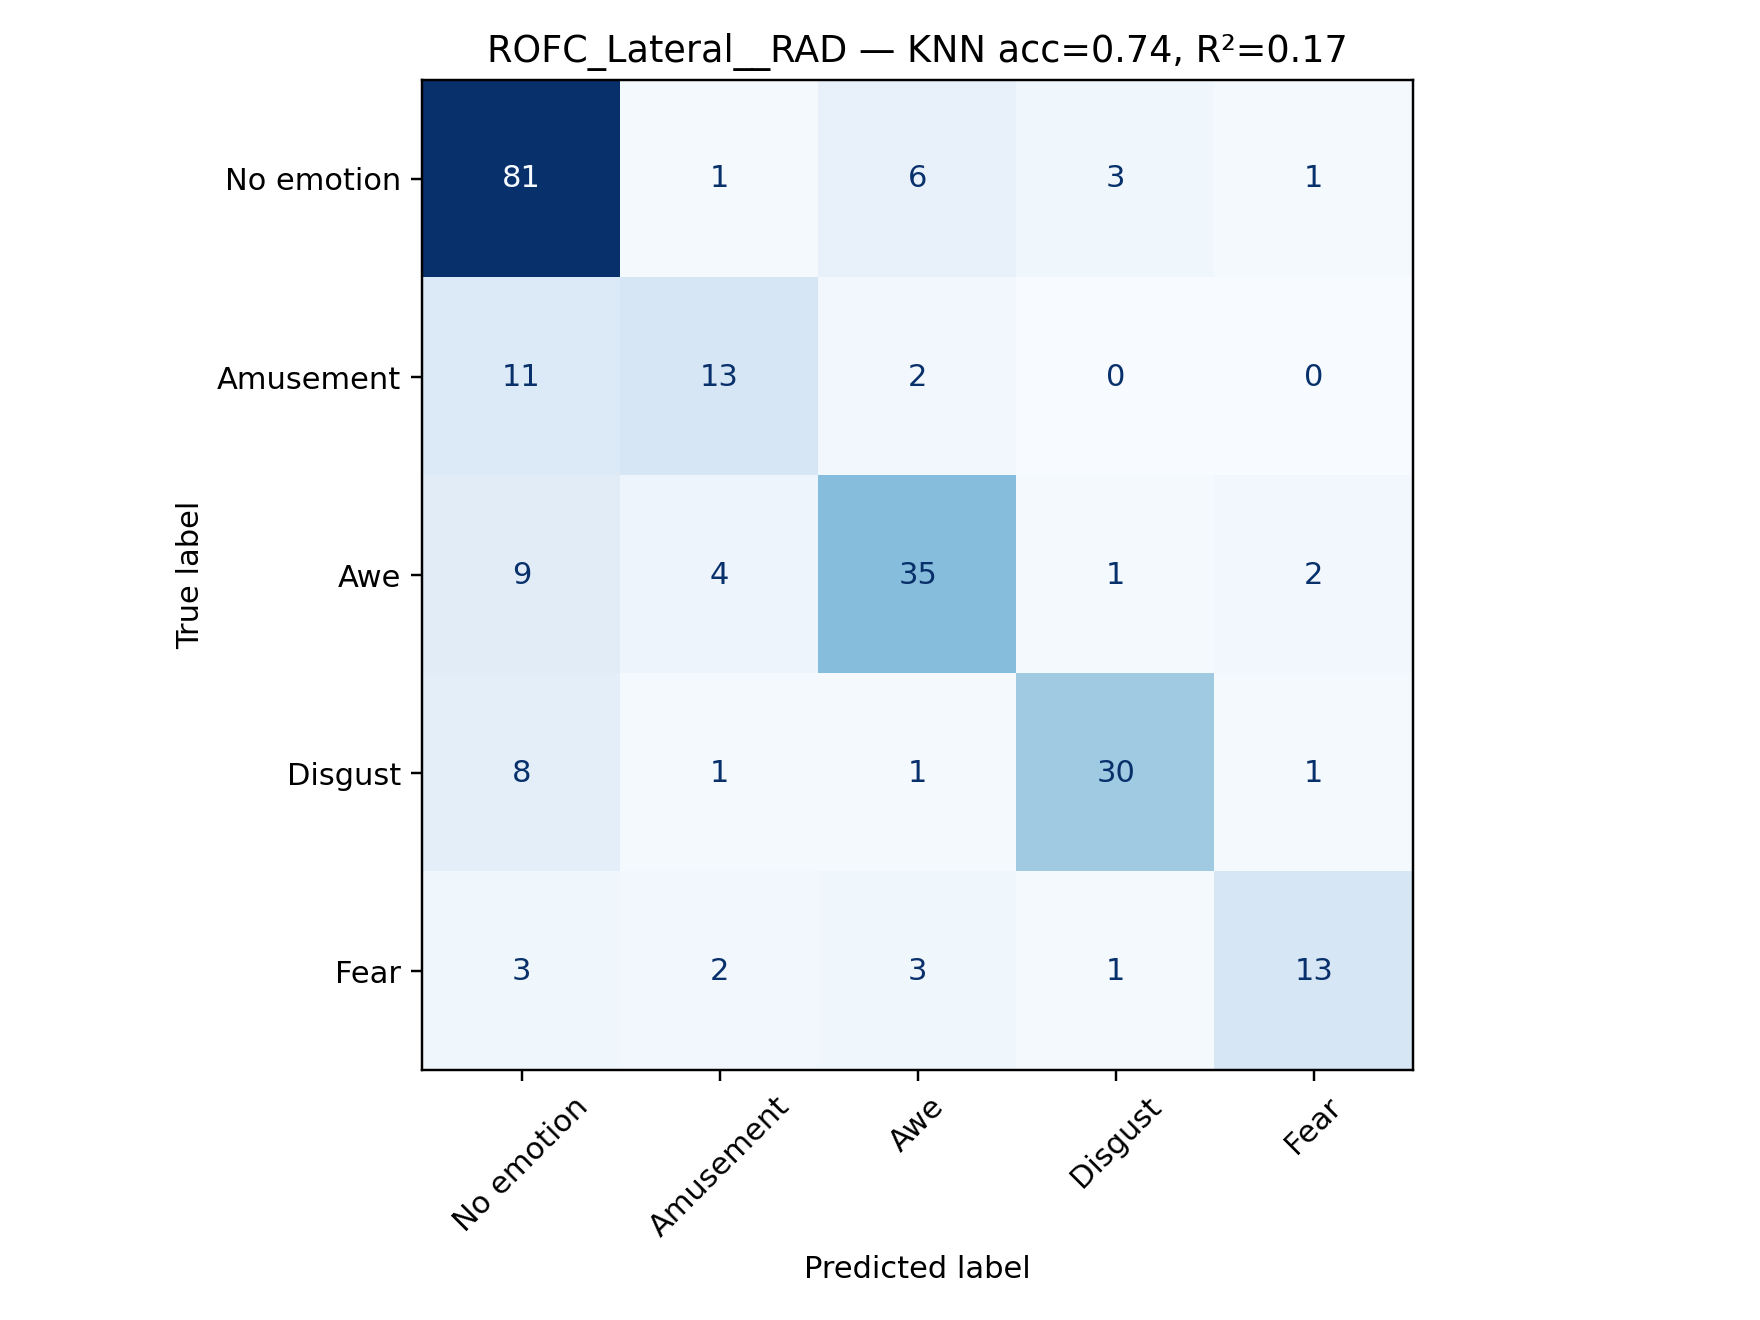 ROFC_Lateral__RAD — KNN acc=0.74, R²=0.17
No emotion 81 1 6 3 1
Amusement 11 13 2 0 0
Awe 9 4 35 1 2
Disgust 8 1 1 30 1
Fear 3 2 3 1 13
True label
No emotion Amusement Awe Disgust Fear
Predicted label